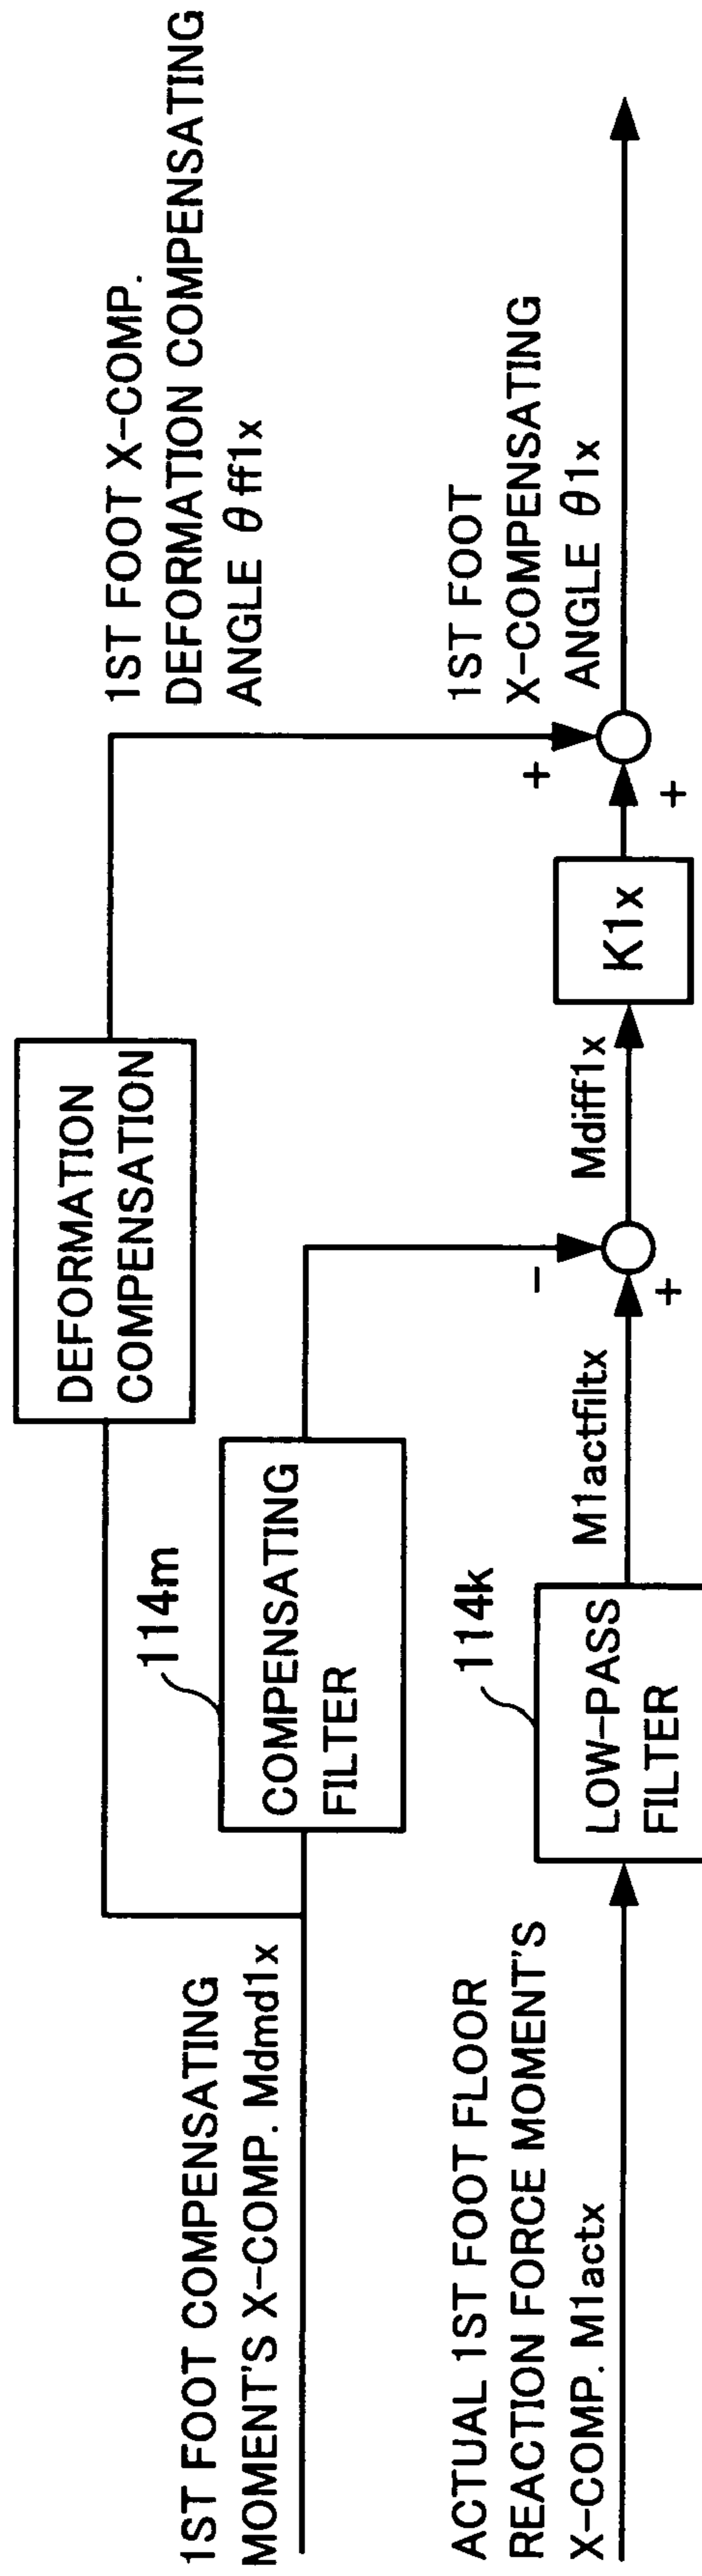 1ST FOOT COMPENSATING
MOMENT'S X-COMP. Mdmd1x
114m
COMPENSATING
FILTER
DEFORMATION
COMPENSATION
1ST FOOT X-COMP.
DEFORMATION COMPENSATING
ANGLE θff1x
ACTUAL 1ST FOOT FLOOR
REACTION FORCE MOMENT'S
X-COMP. M1actx
114k
LOW-PASS
FILTER
M1actfiltx
-
+
Mdiff1x
K1x
+
+
1ST FOOT
X-COMPENSATING
ANGLE θ1x